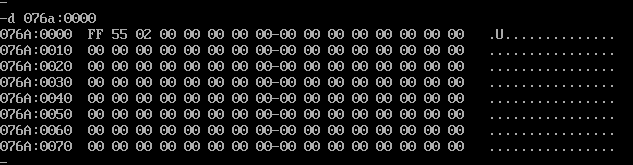 -
-d 076a:0000
076A:0000  FF 55 02 00 00 00 00 00-00 00 00 00 00 00 00 00   .U..............
076A:0010  00 00 00 00 00 00 00 00-00 00 00 00 00 00 00 00   ................
076A:0020  00 00 00 00 00 00 00 00-00 00 00 00 00 00 00 00   ................
076A:0030  00 00 00 00 00 00 00 00-00 00 00 00 00 00 00 00   ................
076A:0040  00 00 00 00 00 00 00 00-00 00 00 00 00 00 00 00   ................
076A:0050  00 00 00 00 00 00 00 00-00 00 00 00 00 00 00 00   ................
076A:0060  00 00 00 00 00 00 00 00-00 00 00 00 00 00 00 00   ................
076A:0070  00 00 00 00 00 00 00 00-00 00 00 00 00 00 00 00   ................
-